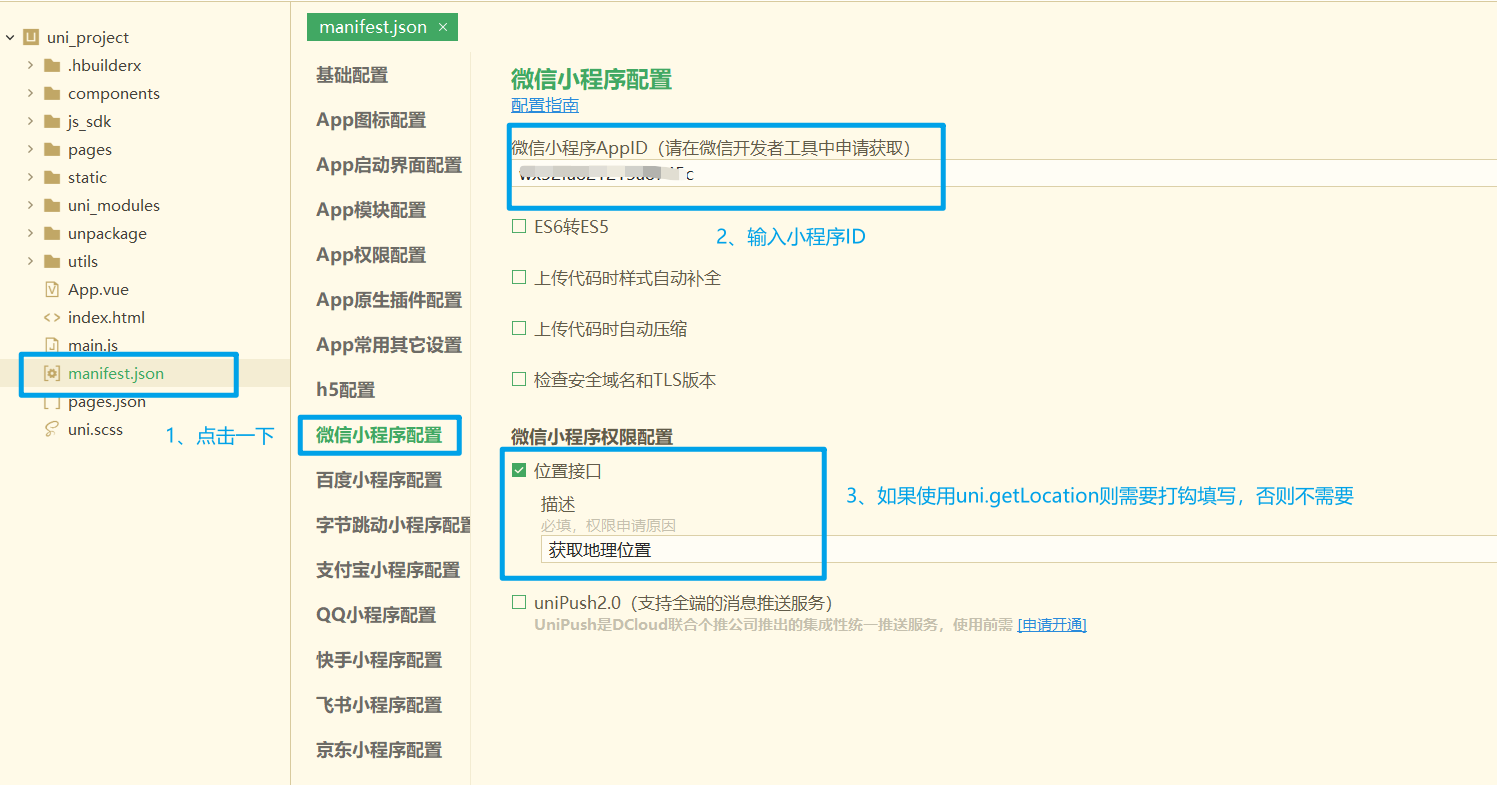 uni_project
.hbuilderx
components
js_sdk
pages
static
uni_modules
unpackage
utils
App.vue
index.html
main.js
manifest.json
pages.json
uni.scss
1、点击一下
manifest.json ×
基础配置
App图标配置
App启动界面配置
App模块配置
App权限配置
App原生插件配置
App常用其它设置
h5配置
微信小程序配置
百度小程序配置
字节跳动小程序配置
支付宝小程序配置
QQ小程序配置
快手小程序配置
飞书小程序配置
京东小程序配置
微信小程序配置
配置指南
微信小程序AppID（请在微信开发者工具中申请获取）
ES6转ES5
2、输入小程序ID
上传代码时样式自动补全
上传代码时自动压缩
检查安全域名和TLS版本
微信小程序权限配置
位置接口
描述
必填，权限申请原因
获取地理位置
3、如果使用uni.getLocation则需要打钩填写，否则不需要
uniPush2.0（支持全端的消息推送服务）
UniPush是DCloud联合个推公司推出的集成性统一推送服务，使用前需 [申请开通]